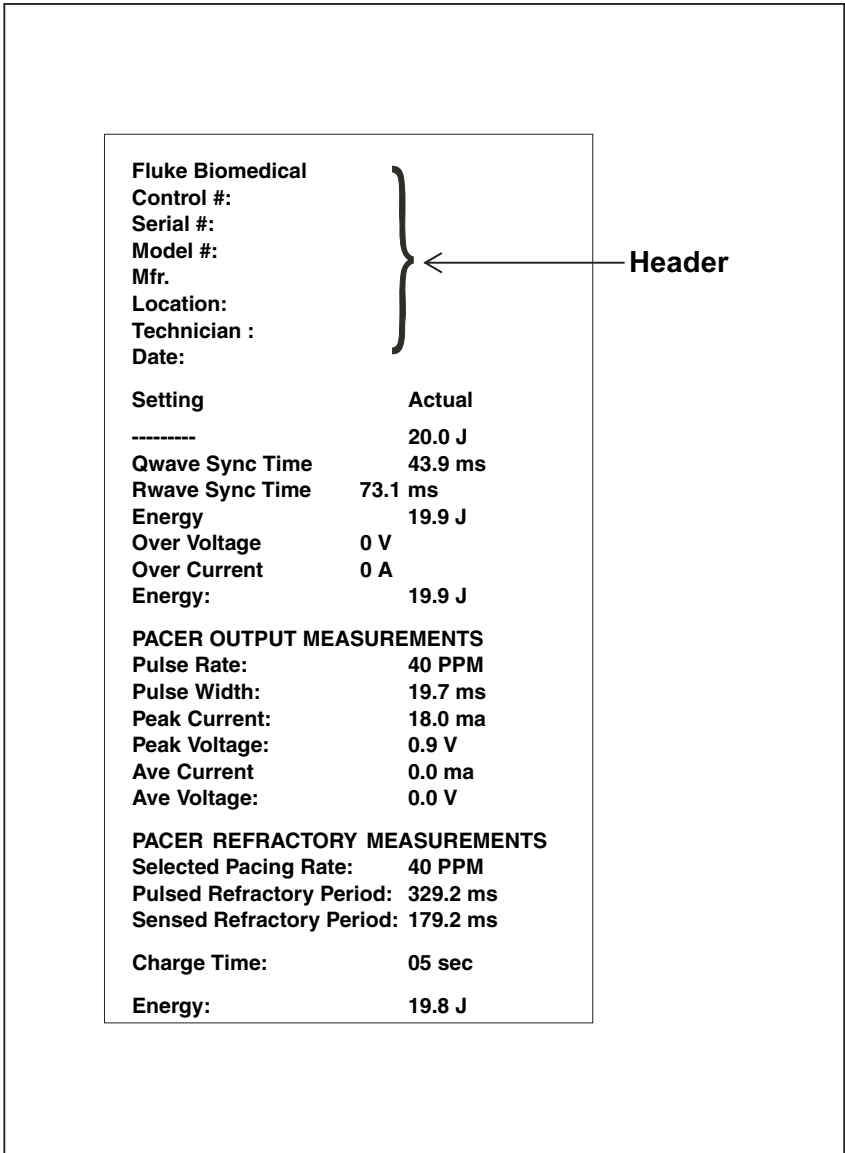 Fluke Biomedical
Control #:
Serial #:
Model #:
Mfr.
Location:
Technician :
Date:
Header
Setting Actual
--------- 20.0 J
Qwave Sync Time 43.9 ms
Rwave Sync Time 73.1 ms
Energy 19.9 J
Over Voltage 0 V
Over Current 0 A
Energy: 19.9 J
PACER OUTPUT MEASUREMENTS
Pulse Rate: 40 PPM
Pulse Width: 19.7 ms
Peak Current: 18.0 ma
Peak Voltage: 0.9 V
Ave Current 0.0 ma
Ave Voltage: 0.0 V
PACER REFRACTORY MEASUREMENTS
Selected Pacing Rate: 40 PPM
Pulsed Refractory Period: 329.2 ms
Sensed Refractory Period: 179.2 ms
Charge Time: 05 sec
Energy: 19.8 J